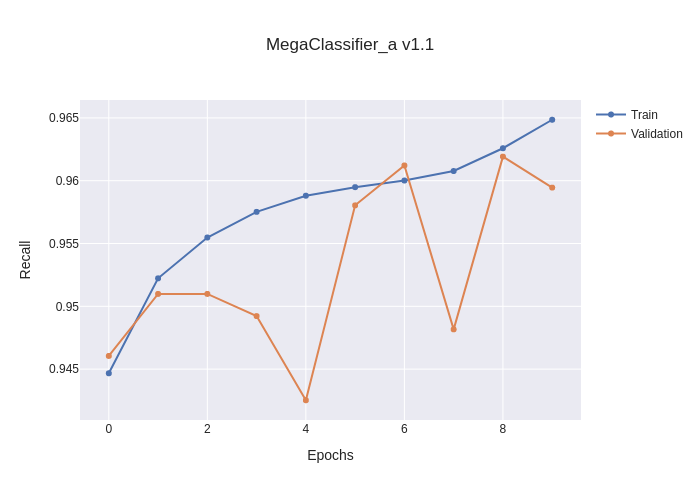 MegaClassifier_a v1.1
Train
Validation
0.965
0.96
0.955
0.95
0.945
Recall
0 2 4 6 8
Epochs